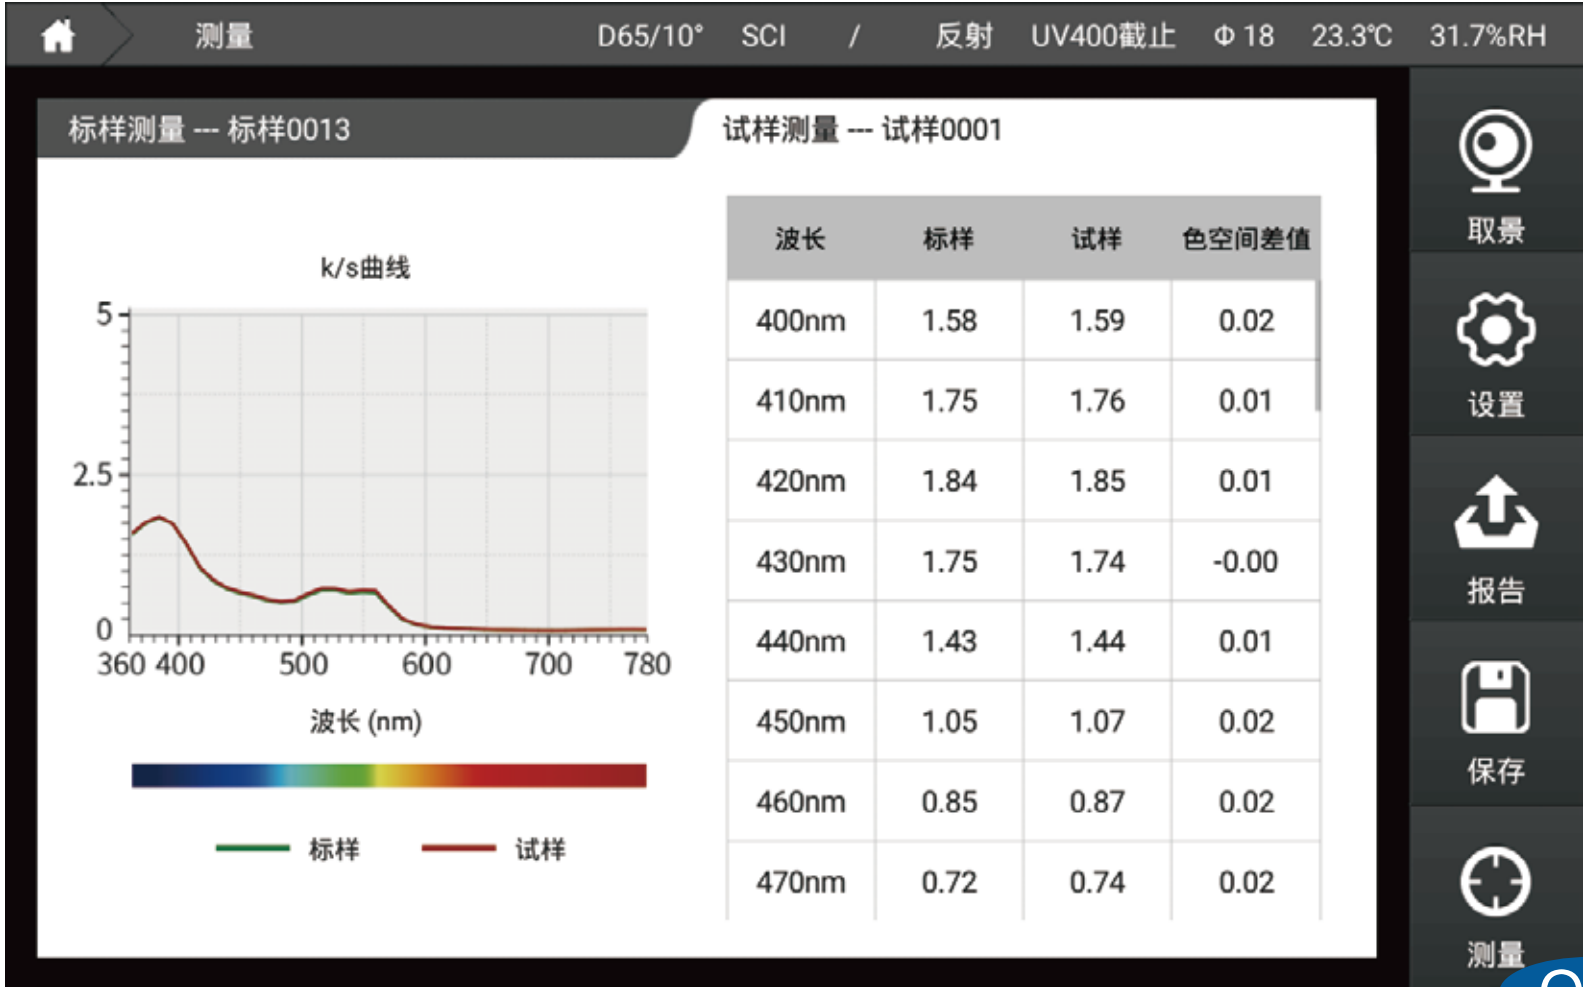 测量 D65/10° SCI / 反射 UV400截止 Φ 18 23.3℃ 31.7%RH
标样测量 --- 标样0013 试样测量 --- 试样0001
k/s曲线
5
2.5
0
360 400 500 600 700 780
波长 (nm)
标样 试样
波长 标样 试样 色空间差值
400nm 1.58 1.59 0.02
410nm 1.75 1.76 0.01
420nm 1.84 1.85 0.01
430nm 1.75 1.74 -0.00
440nm 1.43 1.44 0.01
450nm 1.05 1.07 0.02
460nm 0.85 0.87 0.02
470nm 0.72 0.74 0.02
取景
设置
报告
保存
测量